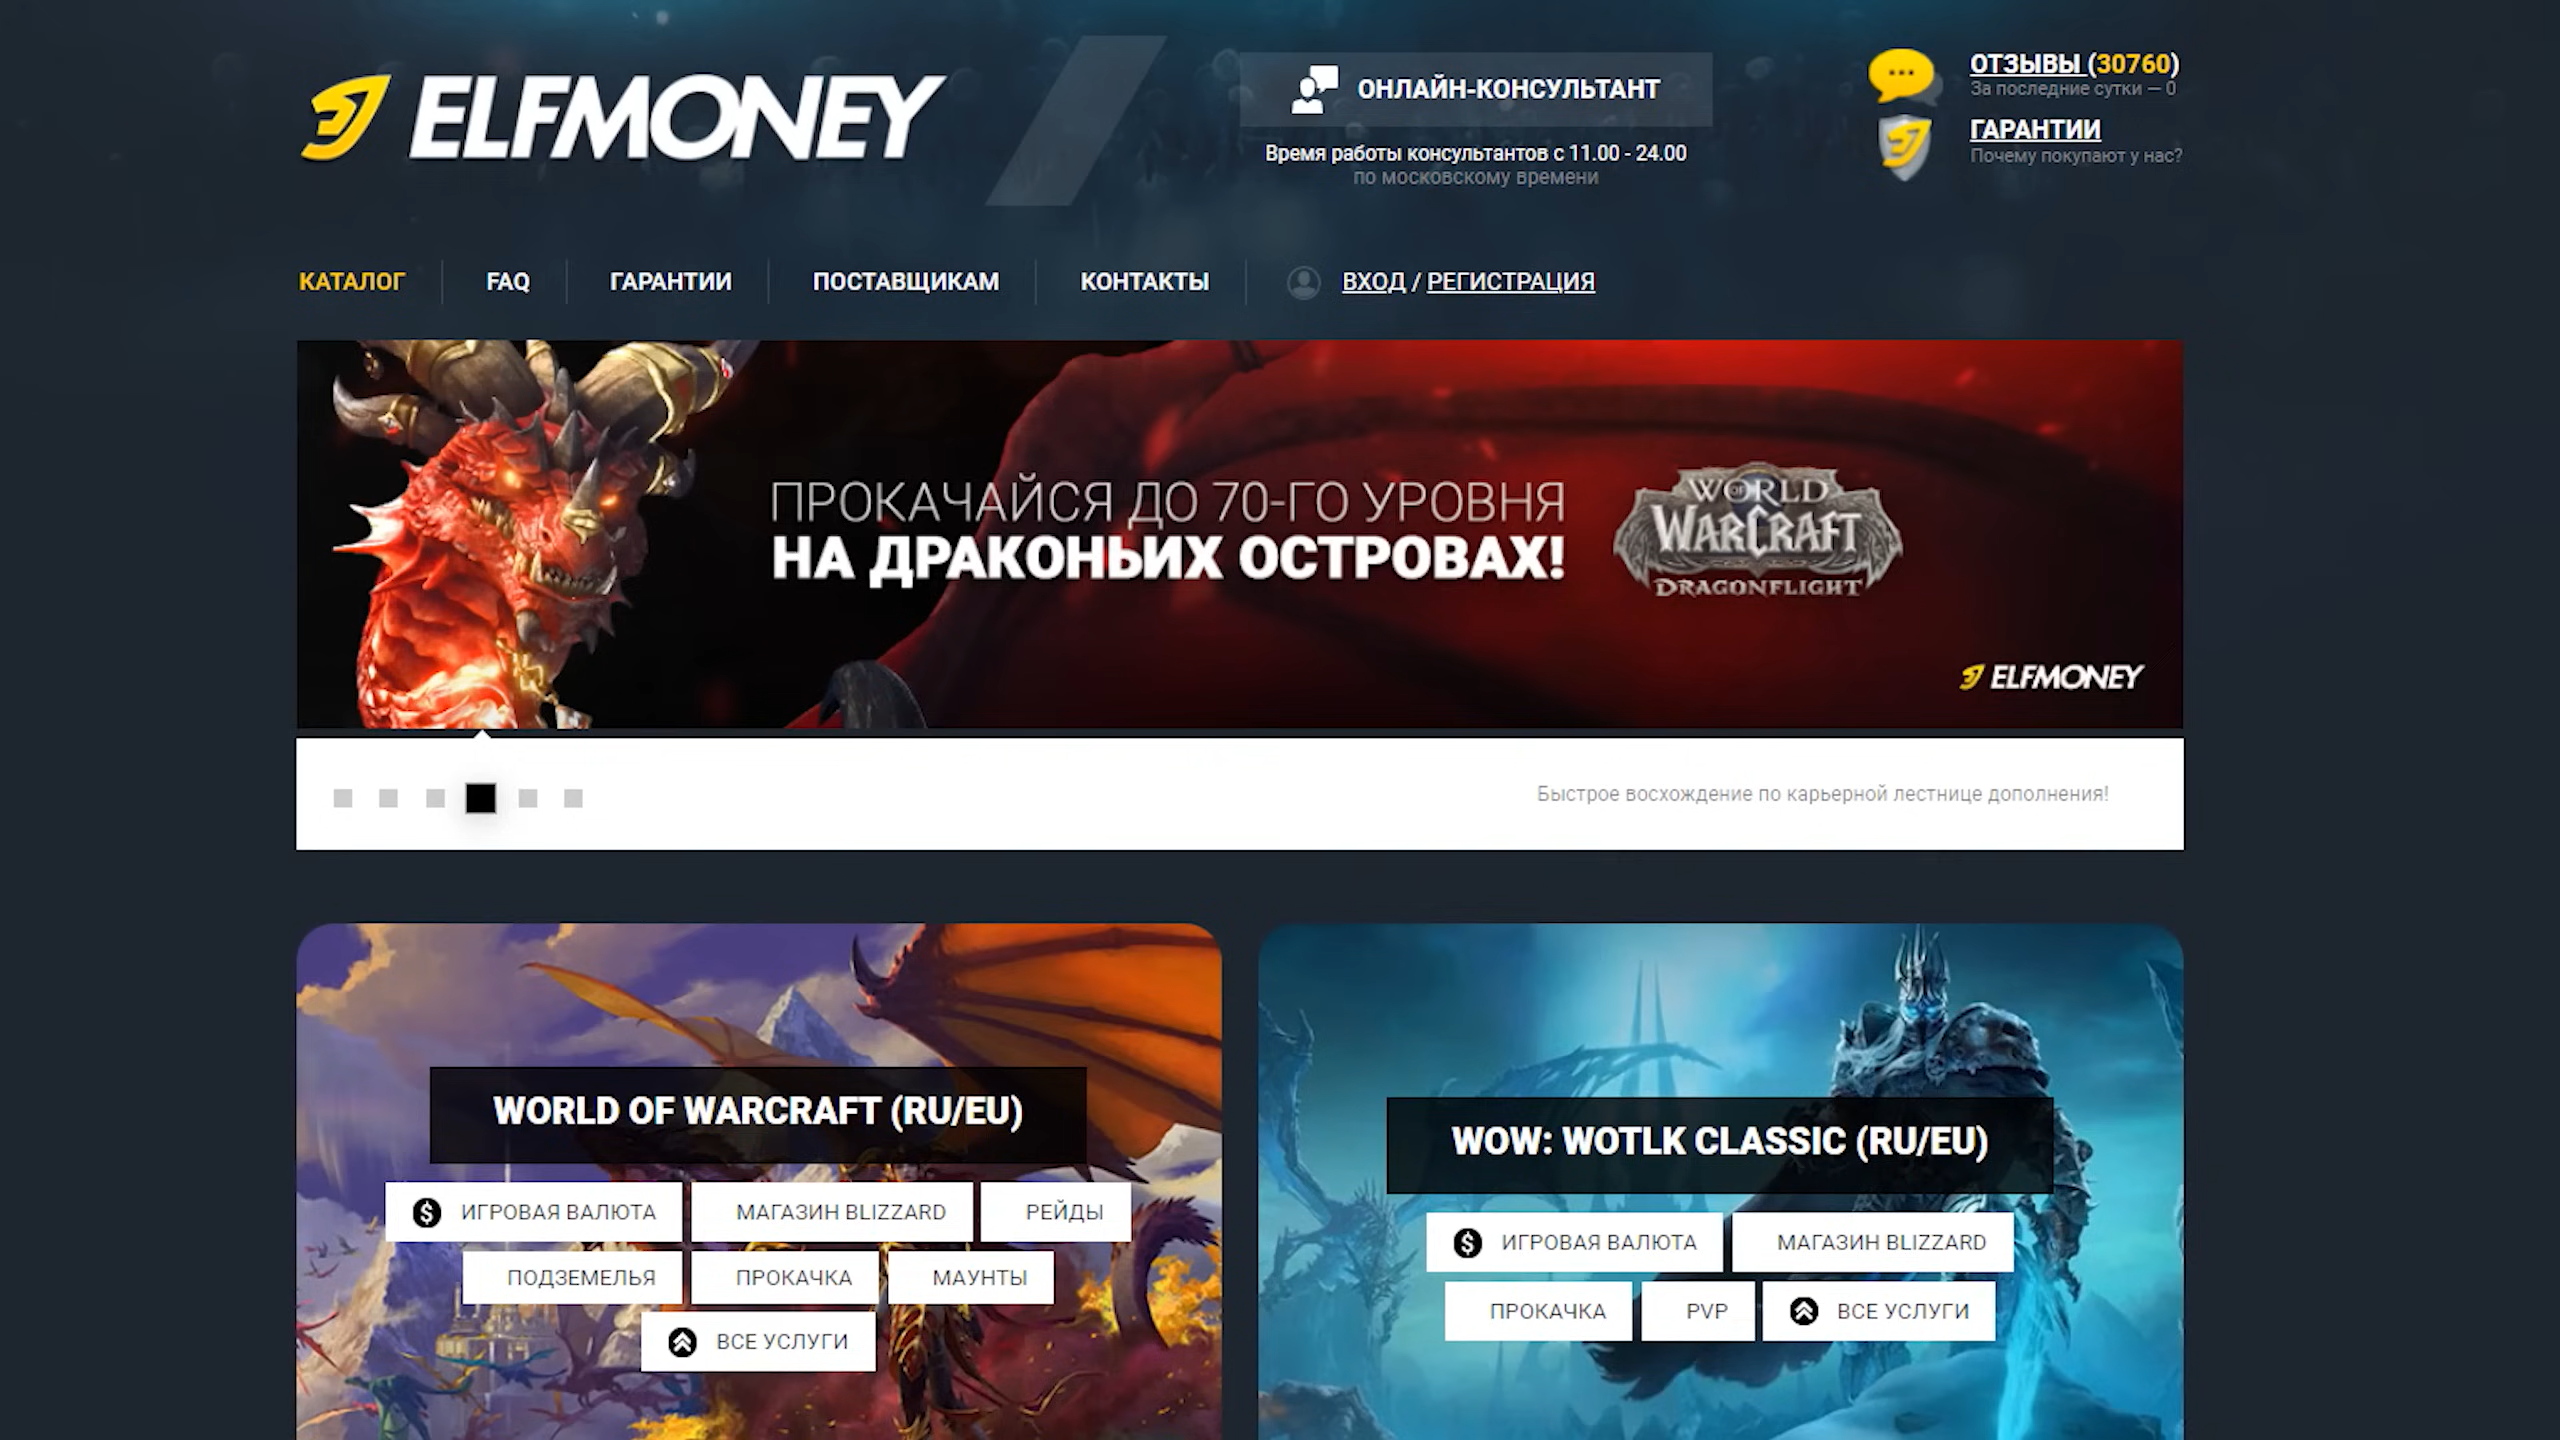 ELFMONEY
ОНЛАЙН-КОНСУЛЬТАНТ
Время работы консультантов с 11.00 - 24.00
по московскому времени
ОТЗЫВЫ (30760)
За последние сутки — 0
ГАРАНТИИ
Почему покупают у нас?
КАТАЛОГ
FAQ
ГАРАНТИИ
ПОСТАВЩИКАМ
КОНТАКТЫ
ВХОД / РЕГИСТРАЦИЯ
ПРОКАЧАЙСЯ ДО 70-ГО УРОВНЯ
НА ДРАКОНЬИХ ОСТРОВАХ!
WORLD OF
WARCRAFT
DRAGONFLIGHT
ELFMONEY
Быстрое восхождение по карьерной лестнице дополнения!
WORLD OF WARCRAFT (RU/EU)
ИГРОВАЯ ВАЛЮТА
МАГАЗИН BLIZZARD
РЕЙДЫ
ПОДЗЕМЕЛЬЯ
ПРОКАЧКА
МАУНТЫ
ВСЕ УСЛУГИ
WOW: WOTLK CLASSIC (RU/EU)
ИГРОВАЯ ВАЛЮТА
МАГАЗИН BLIZZARD
ПРОКАЧКА
PVP
ВСЕ УСЛУГИ